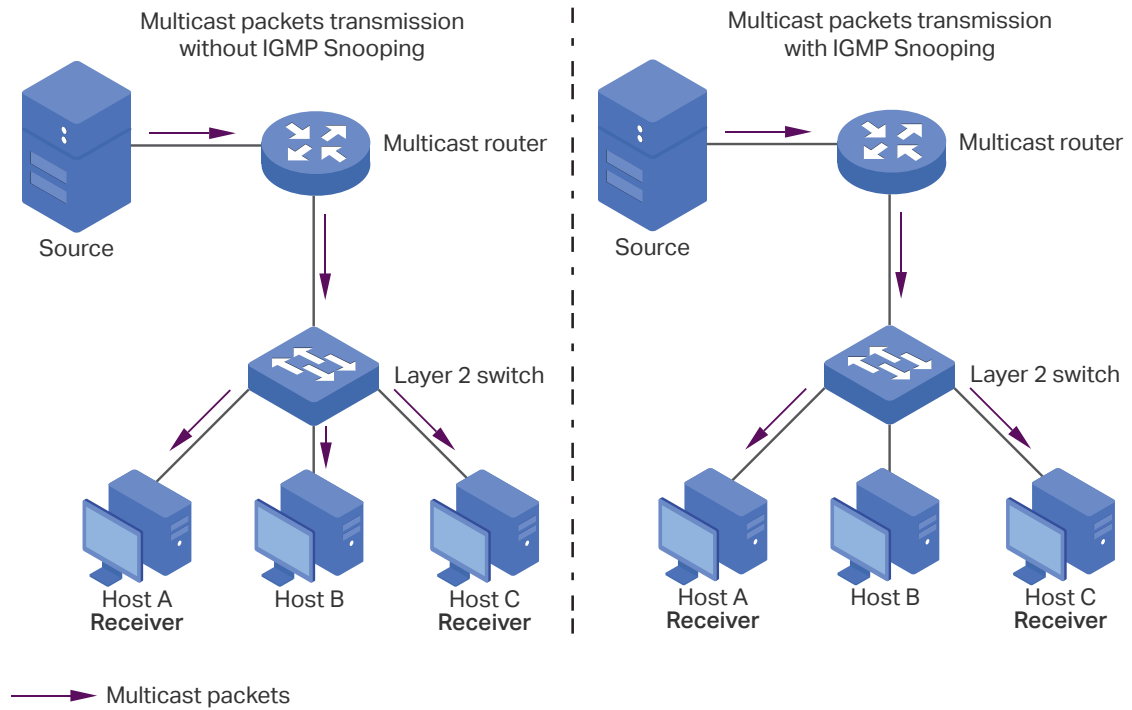 Multicast packets transmission
without IGMP Snooping
Multicast router
Source
Layer 2 switch
Host A
Receiver
Host B
Host C
Receiver
Multicast packets transmission
with IGMP Snooping
Multicast router
Source
Layer 2 switch
Host A
Receiver
Host B
Host C
Receiver
Multicast packets